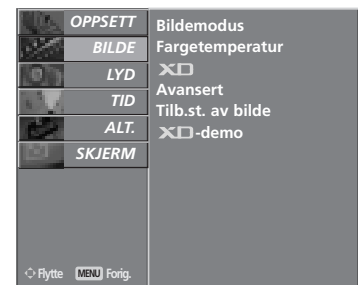 OPPSETT
BILDE
LYD
TID
ALT.
SKJERM
Bildemodus
Fargetemperatur
XD
Avansert
Tilb.st. av bilde
XD-demo
Flytte MENU Forig.